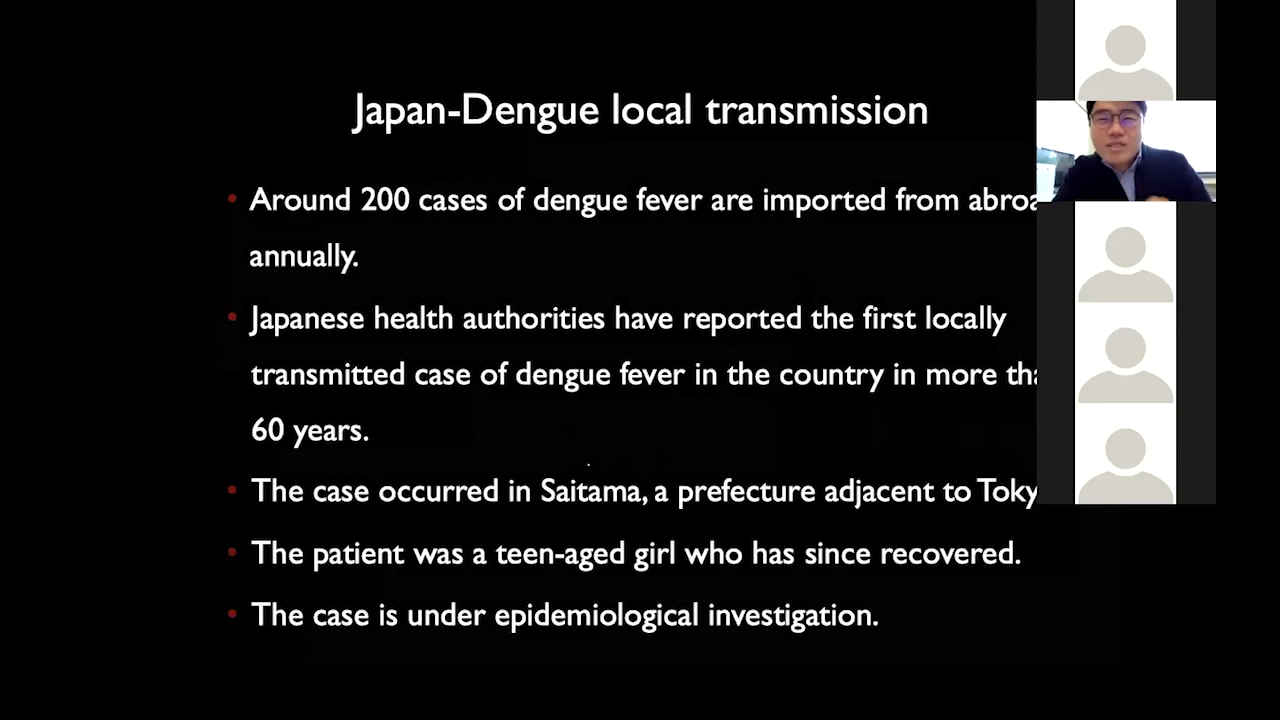 Japan-Dengue local transmission
• Around 200 cases of dengue fever are imported from
annually.
• Japanese health authorities have reported the first locally
transmitted case of dengue fever in the country in more
60 years.
• The case occurred in Saitama, a prefecture adjacent to
• The patient was a teen-aged girl who has since recovered.
• The case is under epidemiological investigation.